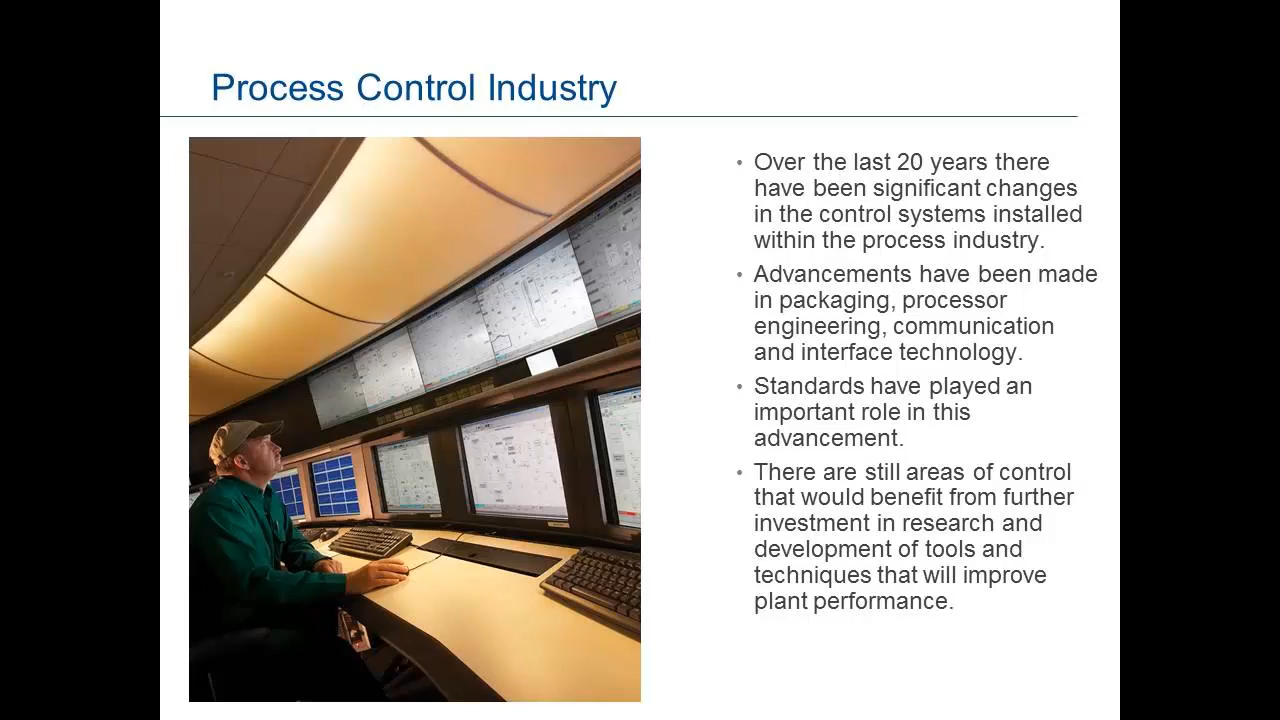 Process Control Industry
• Over the last 20 years there
have been significant changes
in the control systems installed
within the process industry.
• Advancements have been made
in packaging, processor
engineering, communication
and interface technology.
• Standards have played an
important role in this
advancement.
• There are still areas of control
that would benefit from further
investment in research and
development of tools and
techniques that will improve
plant performance.